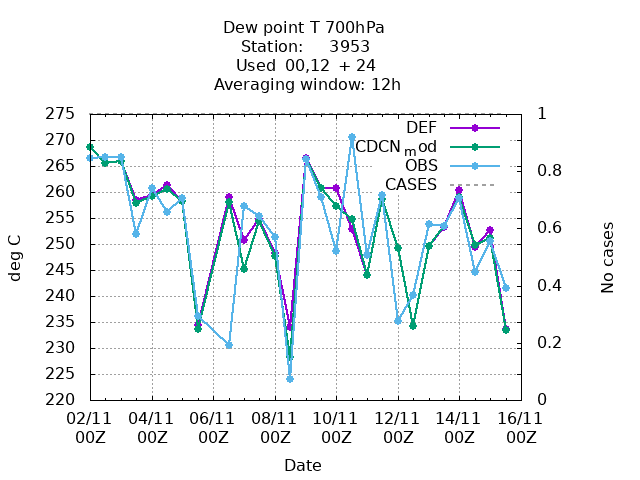 Dew point T 700hPa
Station: 3953
Used 00,12 + 24
Averaging window: 12h
275
270
265
260
255
250
245
240
235
230
225
220
1
0.8
0.6
0.4
0.2
0
DEF
CDCN_mod
OBS
CASES
deg C
No cases
02/11 04/11 06/11 08/11 10/11 12/11 14/11 16/11
00Z 00Z 00Z 00Z 00Z 00Z 00Z 00Z
Date